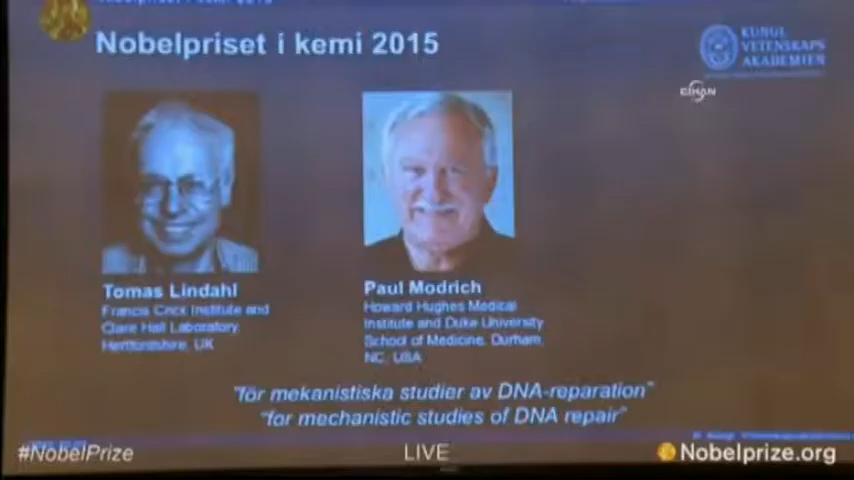 Nobelpriset i kemi 2015
KUNGL
VETENSKAPS
AKADEMIEN
CIHAN
Tomas Lindahl
Francis Crick Institute and
Clare Hall Laboratory,
Hertfordshire, UK
Paul Modrich
Howard Hughes Medical
Institute and Duke University
School of Medicine, Durham,
NC, USA
"för mekanistiska studier av DNA-reparation"
"for mechanistic studies of DNA repair"
#NobelPrize
LIVE
Nobelprize.org